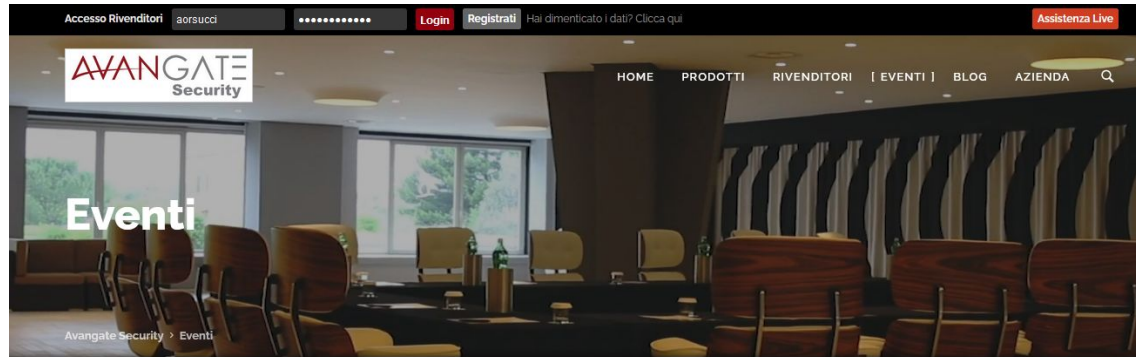 Accesso Rivenditori aorsucci •••••••••••• Login Registrati Hai dimenticato i dati? Clicca qui Assistenza Live
AVANGATE
Security
HOME PRODOTTI RIVENDITORI [ EVENTI ] BLOG AZIENDA
Eventi
Avangate Security > Eventi